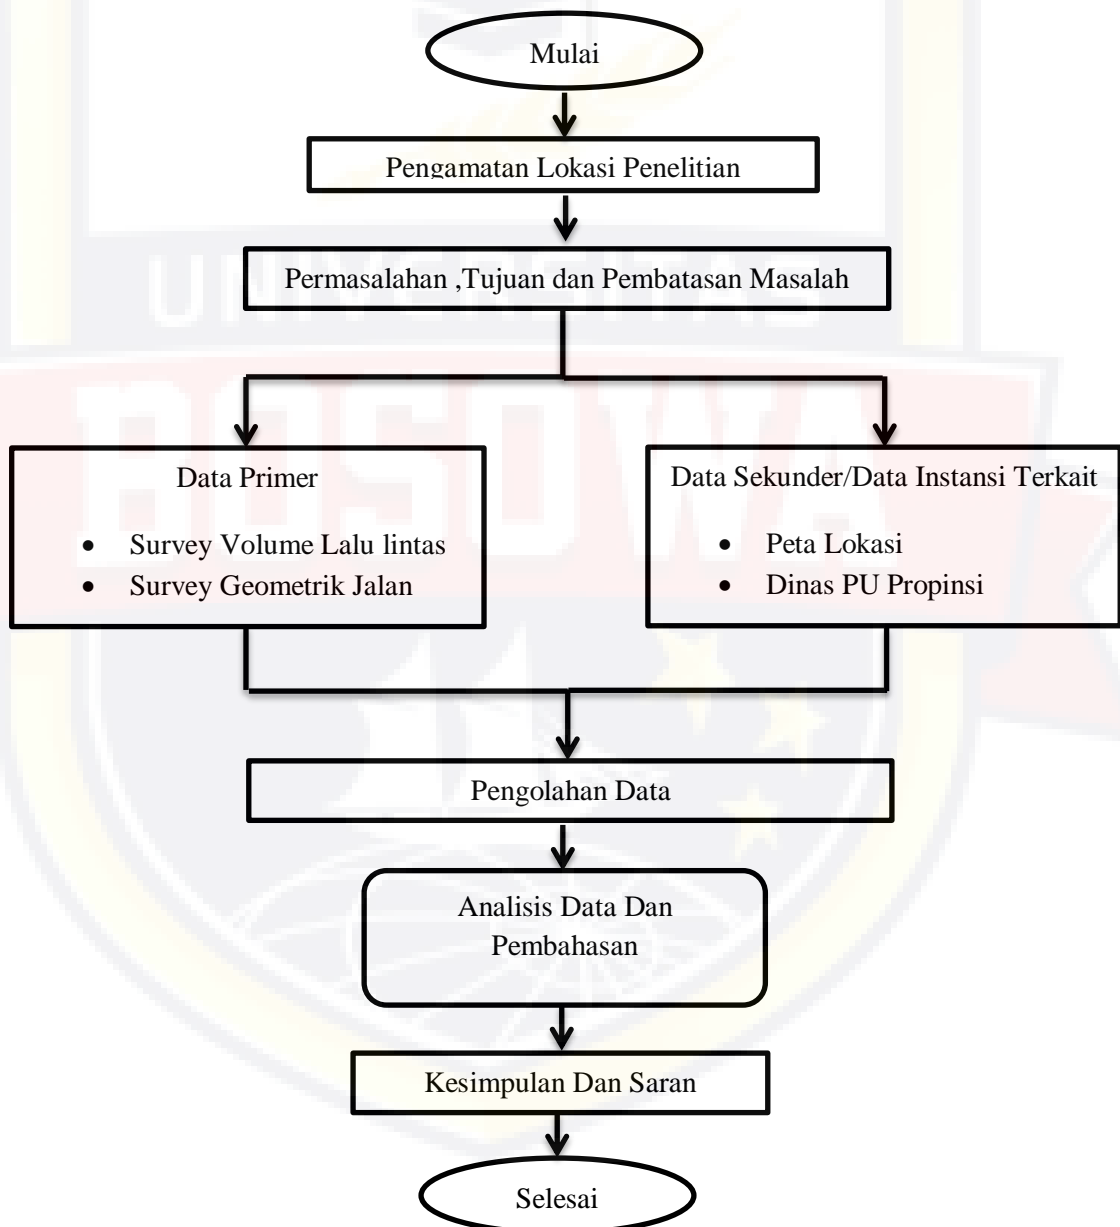 Mulai
Pengamatan Lokasi Penelitian
Permasalahan ,Tujuan dan Pembatasan Masalah
UNIVERSITAS
BOSOWA
Data Primer
• Survey Volume Lalu lintas
• Survey Geometrik Jalan
Data Sekunder/Data Instansi Terkait
• Peta Lokasi
• Dinas PU Propinsi
Pengolahan Data
Analisis Data Dan
Pembahasan
Kesimpulan Dan Saran
Selesai